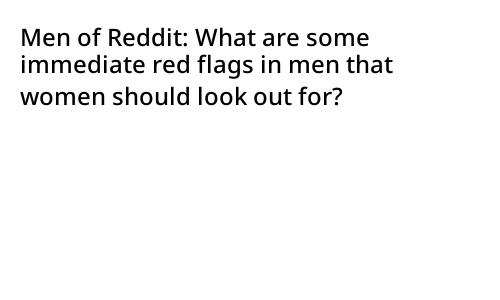 Men of Reddit: What are some
immediate red flags in men that
women should look out for?